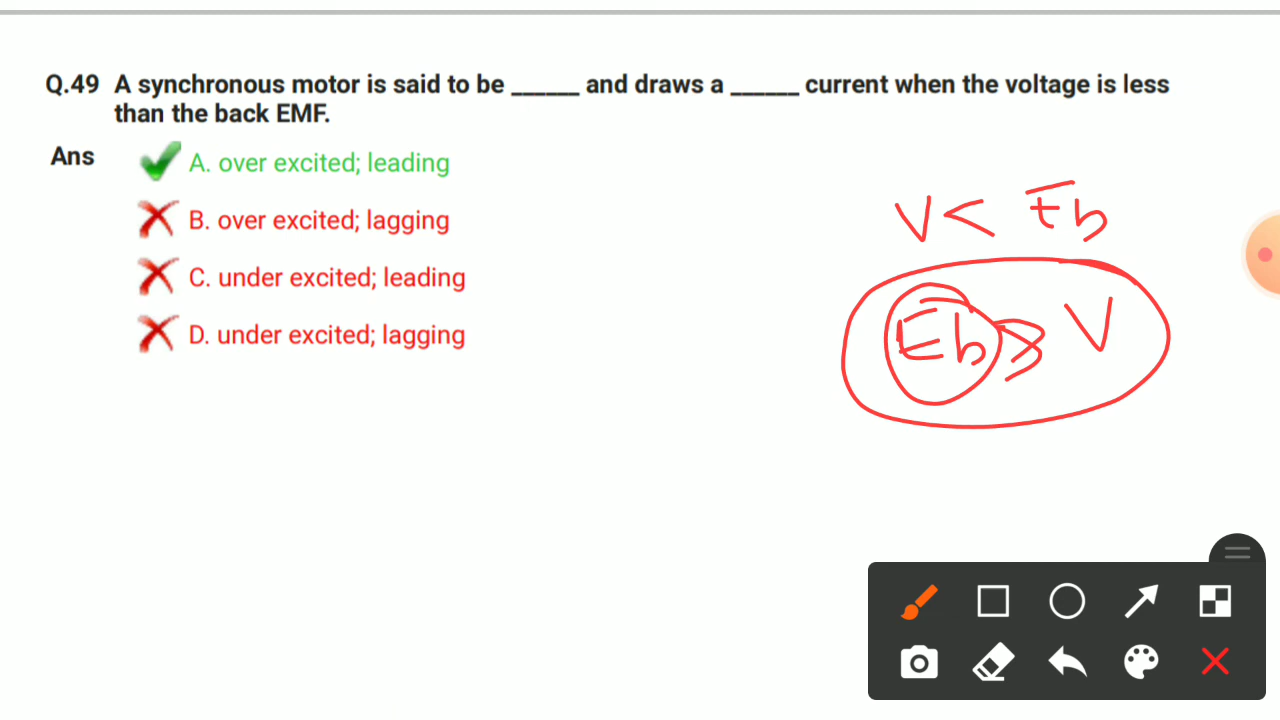 Q.49 A synchronous motor is said to be ______ and draws a ______ current when the voltage is less
than the back EMF.
Ans
A. over excited; leading
B. over excited; lagging
C. under excited; leading
D. under excited; lagging
V < Eb
Eb > V